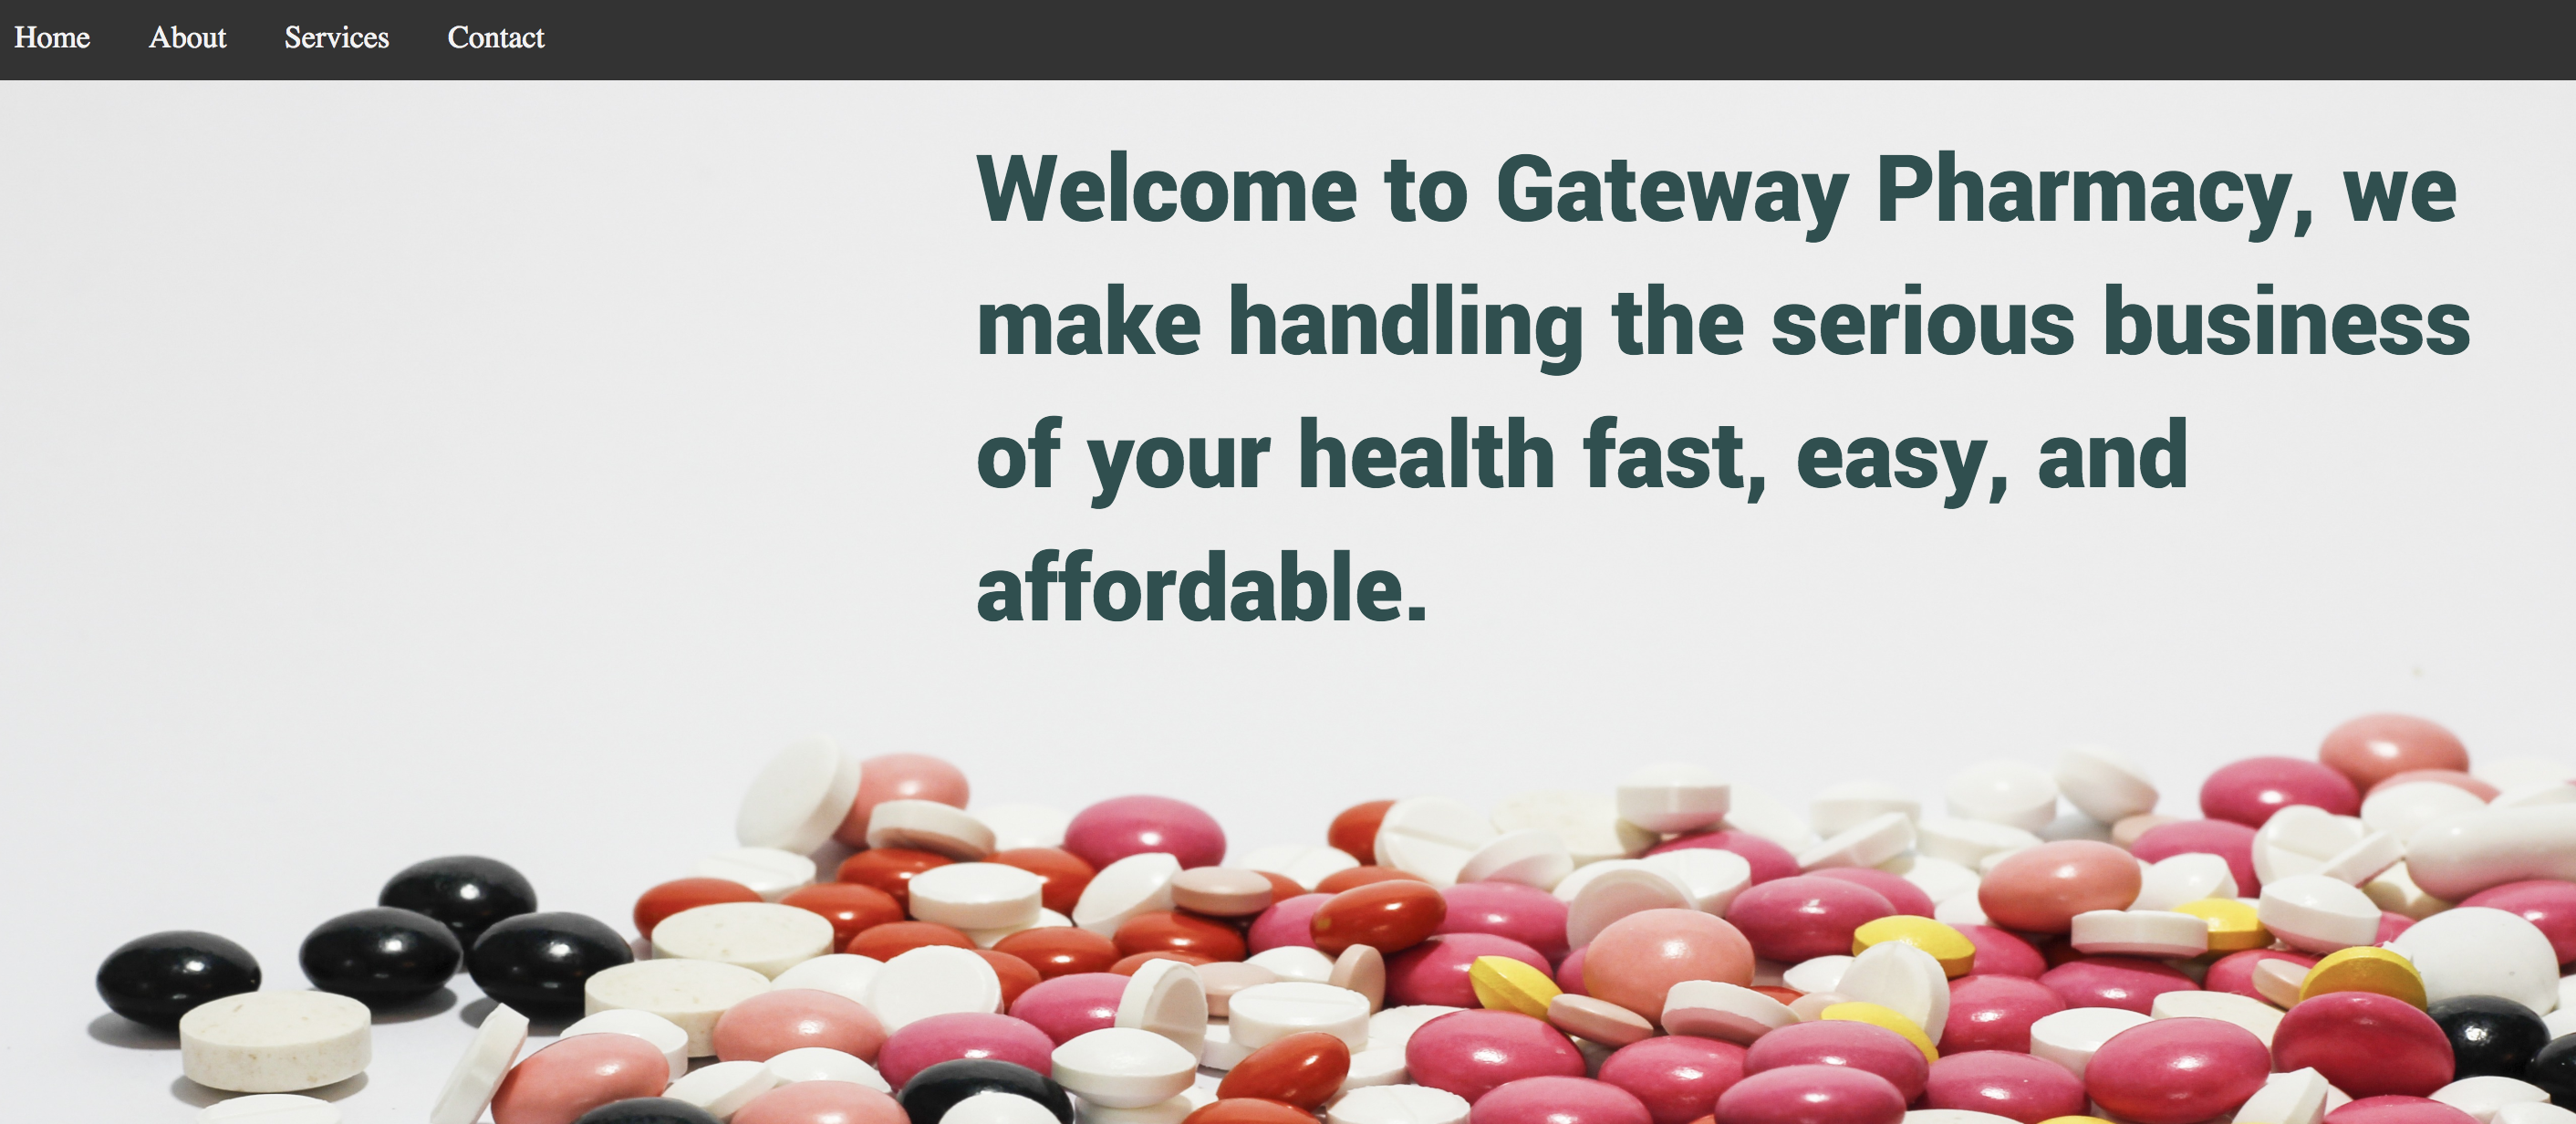 Home About Services Contact
Welcome to Gateway Pharmacy, we
make handling the serious business
of your health fast, easy, and
affordable.